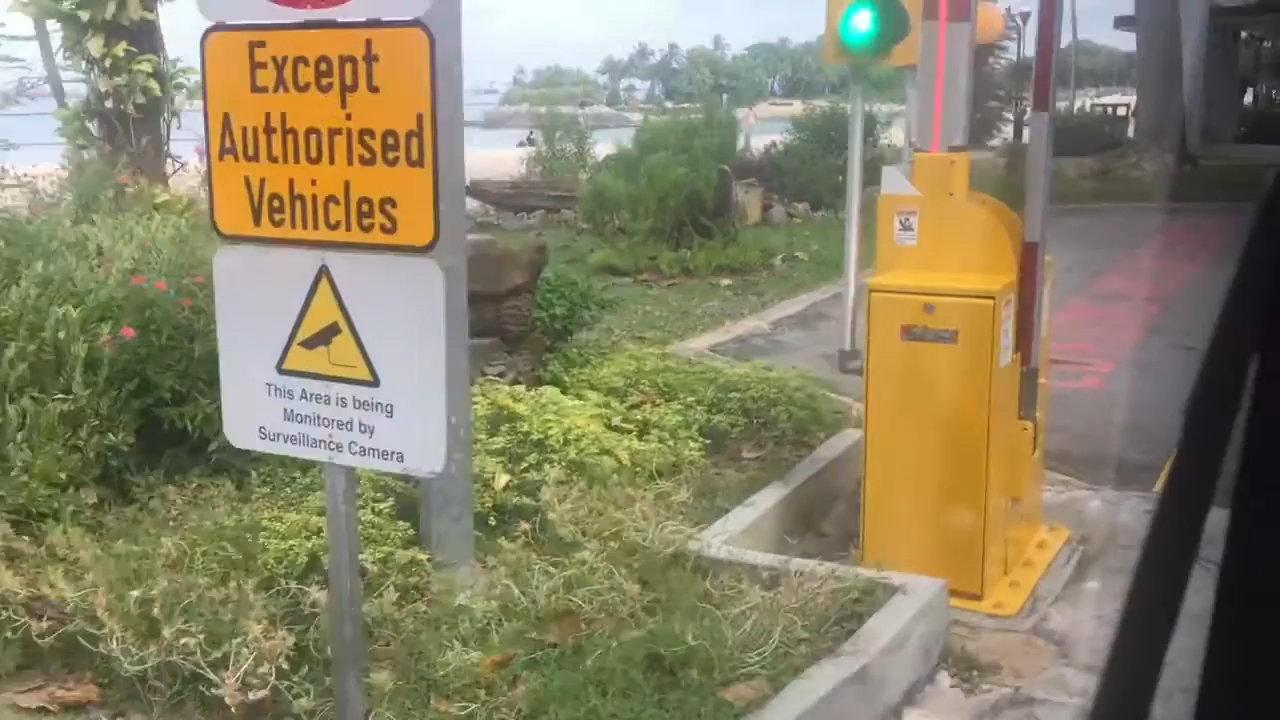 Except
Authorised
Vehicles
This Area is being
Monitored by
Surveillance Camera